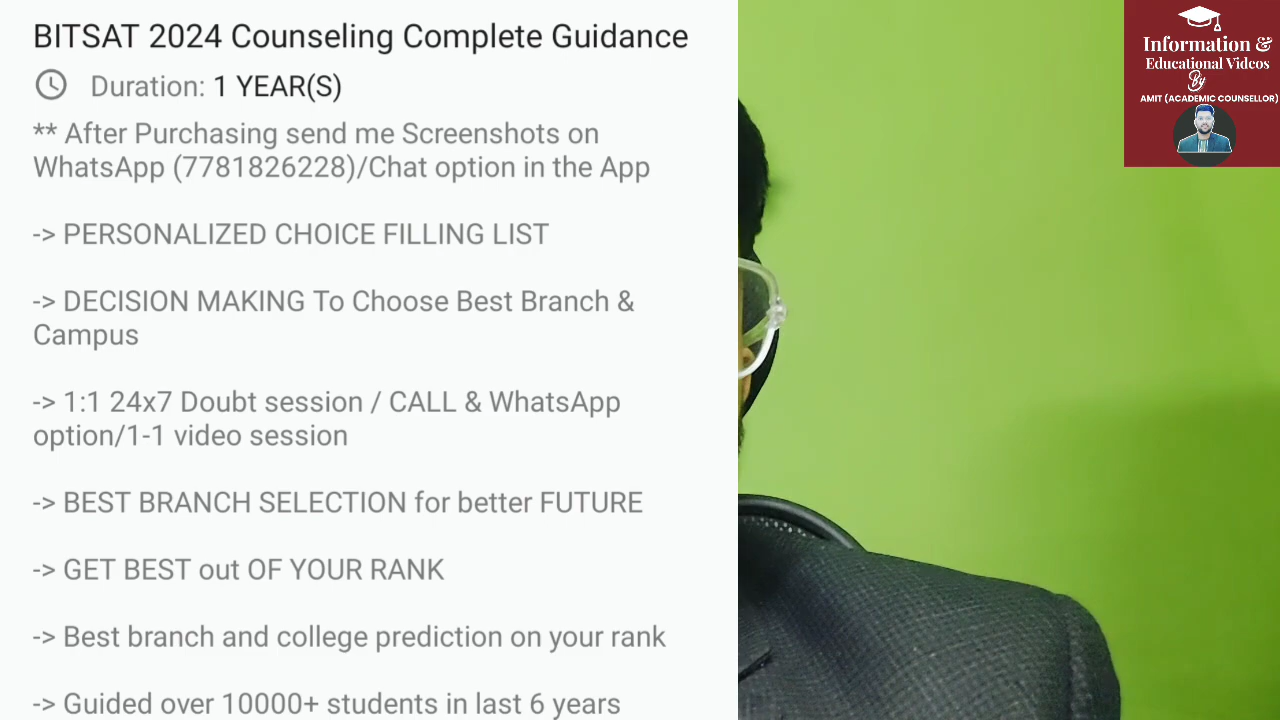 BITSAT 2024 Counseling Complete Guidance
Duration: 1 YEAR(S)
** After Purchasing send me Screenshots on
WhatsApp (7781826228)/Chat option in the App
-> PERSONALIZED CHOICE FILLING LIST
-> DECISION MAKING To Choose Best Branch &
Campus
-> 1:1 24x7 Doubt session / CALL & WhatsApp
option/1-1 video session
-> BEST BRANCH SELECTION for better FUTURE
-> GET BEST out OF YOUR RANK
-> Best branch and college prediction on your rank
-> Guided over 10000+ students in last 6 years
Information &
Educational Videos
By
AMIT (ACADEMIC COUNSELLOR)